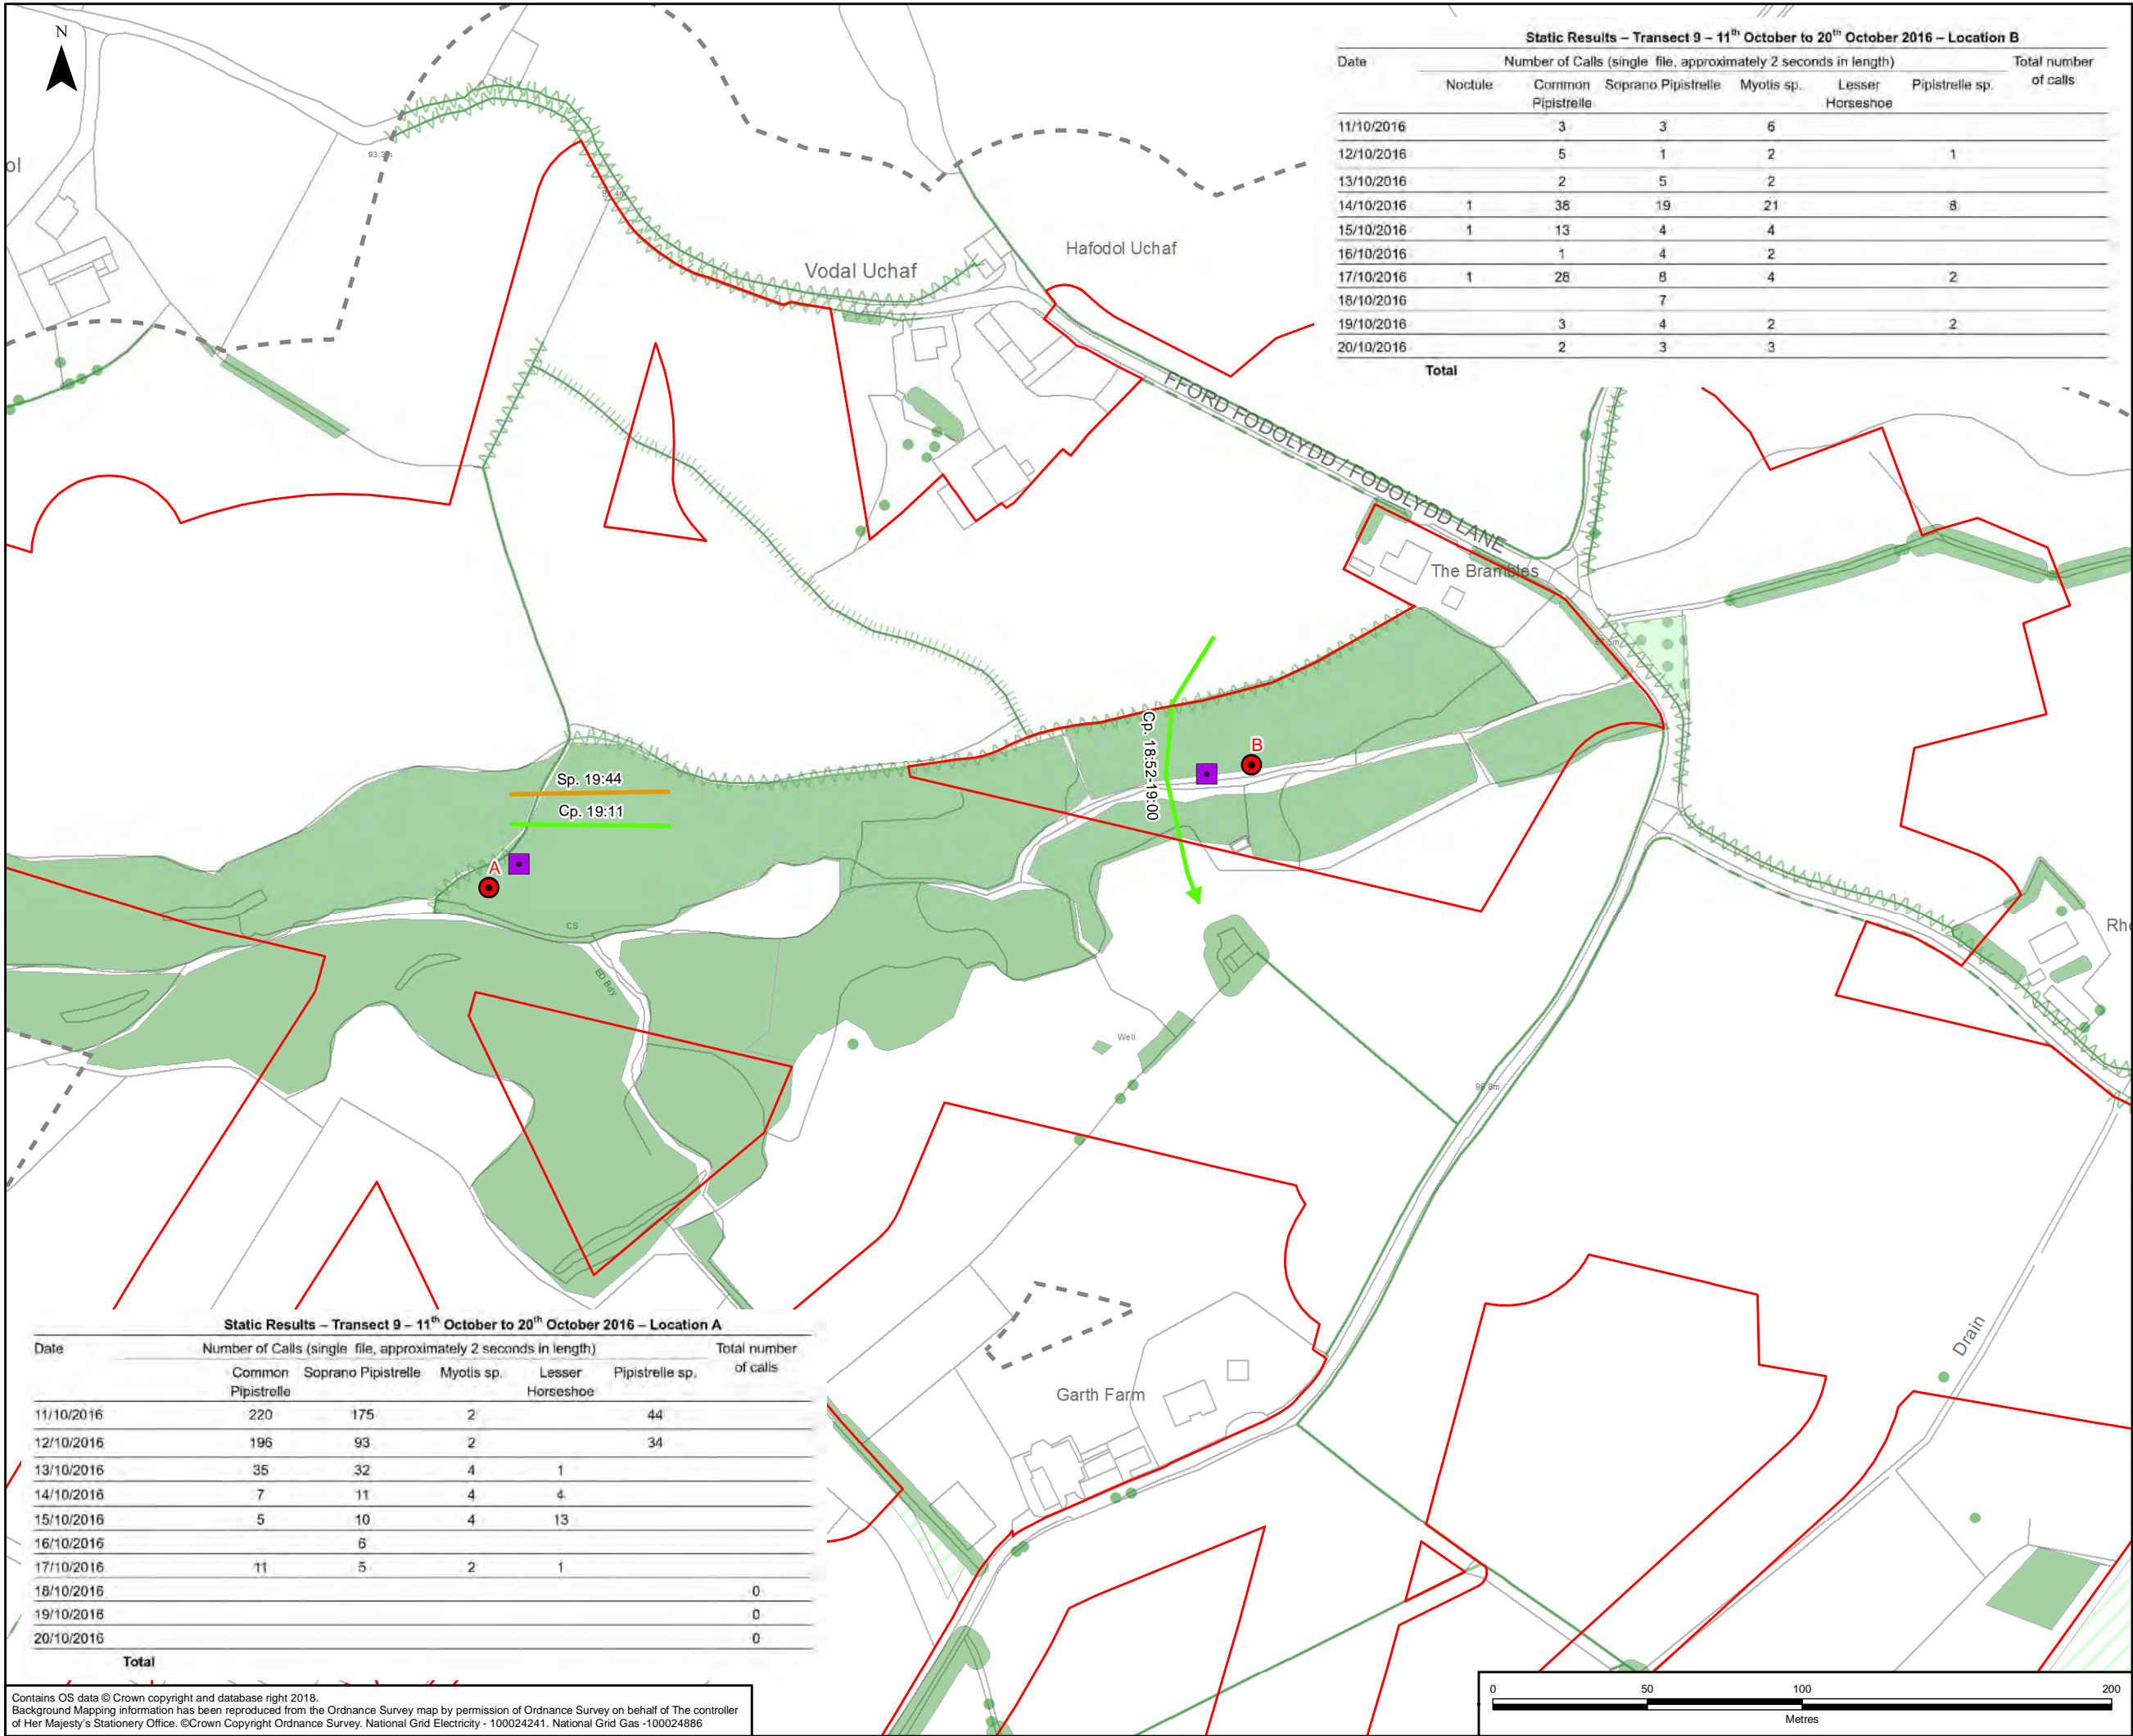 N
Static Results – Transect 9 – 11th October to 20th October 2016 – Location B
Date Number of Calls (single file, approximately 2 seconds in length) Total number of calls
Noctule Common Pipistrelle Soprano Pipistrelle Myotis sp. Lesser Horseshoe Pipistrelle sp.
11/10/2016 3 3 6
12/10/2016 5 1 2 1
13/10/2016 2 5 2
14/10/2016 1 38 19 21 8
15/10/2016 1 13 4 4
16/10/2016 1 4 2
17/10/2016 1 28 8 4 2
18/10/2016 7
19/10/2016 3 4 2 2
20/10/2016 2 3 3
Total
ol
Hafodol Uchaf
Vodal Uchaf
FFORD FODOLYDD / FODOLYDD LANE
The Brambles
Cp. 18:52-19:00
B
Sp. 19:44
Cp. 19:11
A
CS
ED Bdy
Well
98.8m
Rho
Drain
Garth Farm
Static Results – Transect 9 – 11th October to 20th October 2016 – Location A
Date Number of Calls (single file, approximately 2 seconds in length) Total number of calls
Common Pipistrelle Soprano Pipistrelle Myotis sp. Lesser Horseshoe Pipistrelle sp.
11/10/2016 220 175 2 44
12/10/2016 196 93 2 34
13/10/2016 35 32 4 1
14/10/2016 7 11 4 4
15/10/2016 5 10 4 13
16/10/2016 6
17/10/2016 11 5 2 1
18/10/2016 0
19/10/2016 0
20/10/2016 0
Total
Contains OS data © Crown copyright and database right 2018.
Background Mapping information has been reproduced from the Ordnance Survey map by permission of Ordnance Survey on behalf of The controller
of Her Majesty's Stationery Office. ©Crown Copyright Ordnance Survey. National Grid Electricity - 100024241. National Grid Gas -100024886
0 50 100 200
Metres